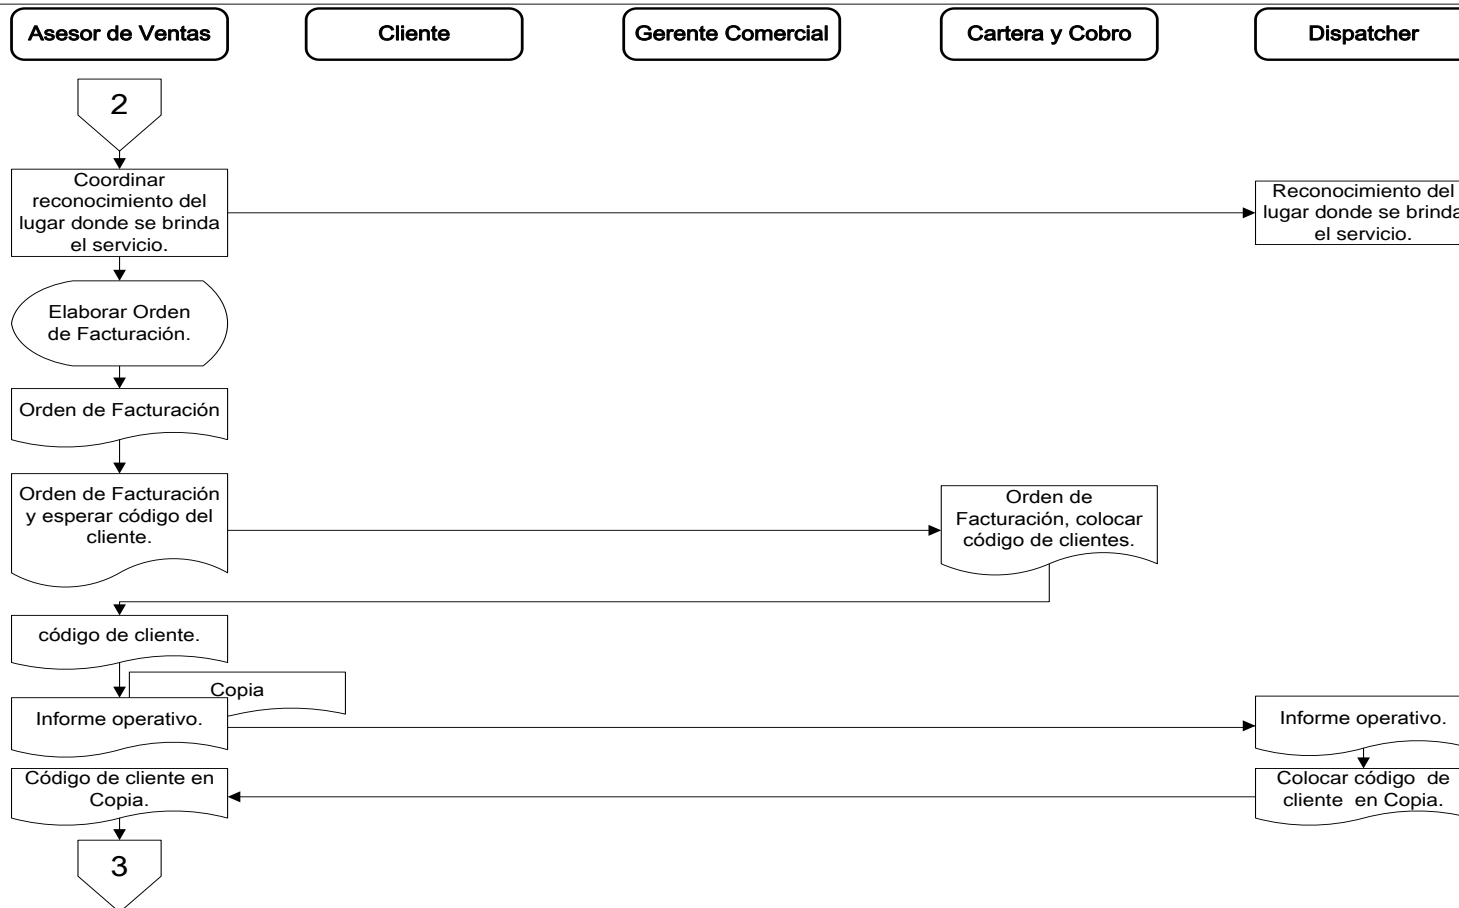 Asesor de Ventas
Cliente
Gerente Comercial
Cartera y Cobro
Dispatcher
2
Coordinar
reconocimiento del
lugar donde se brinda
el servicio.
Reconocimiento del
lugar donde se brinda
el servicio.
Elaborar Orden
de Facturación.
Orden de Facturación
Orden de Facturación
y esperar código del
cliente.
Orden de
Facturación, colocar
código de clientes.
código de cliente.
Copia
Informe operativo.
Informe operativo.
Código de cliente en
Copia.
Colocar código de
cliente en Copia.
3